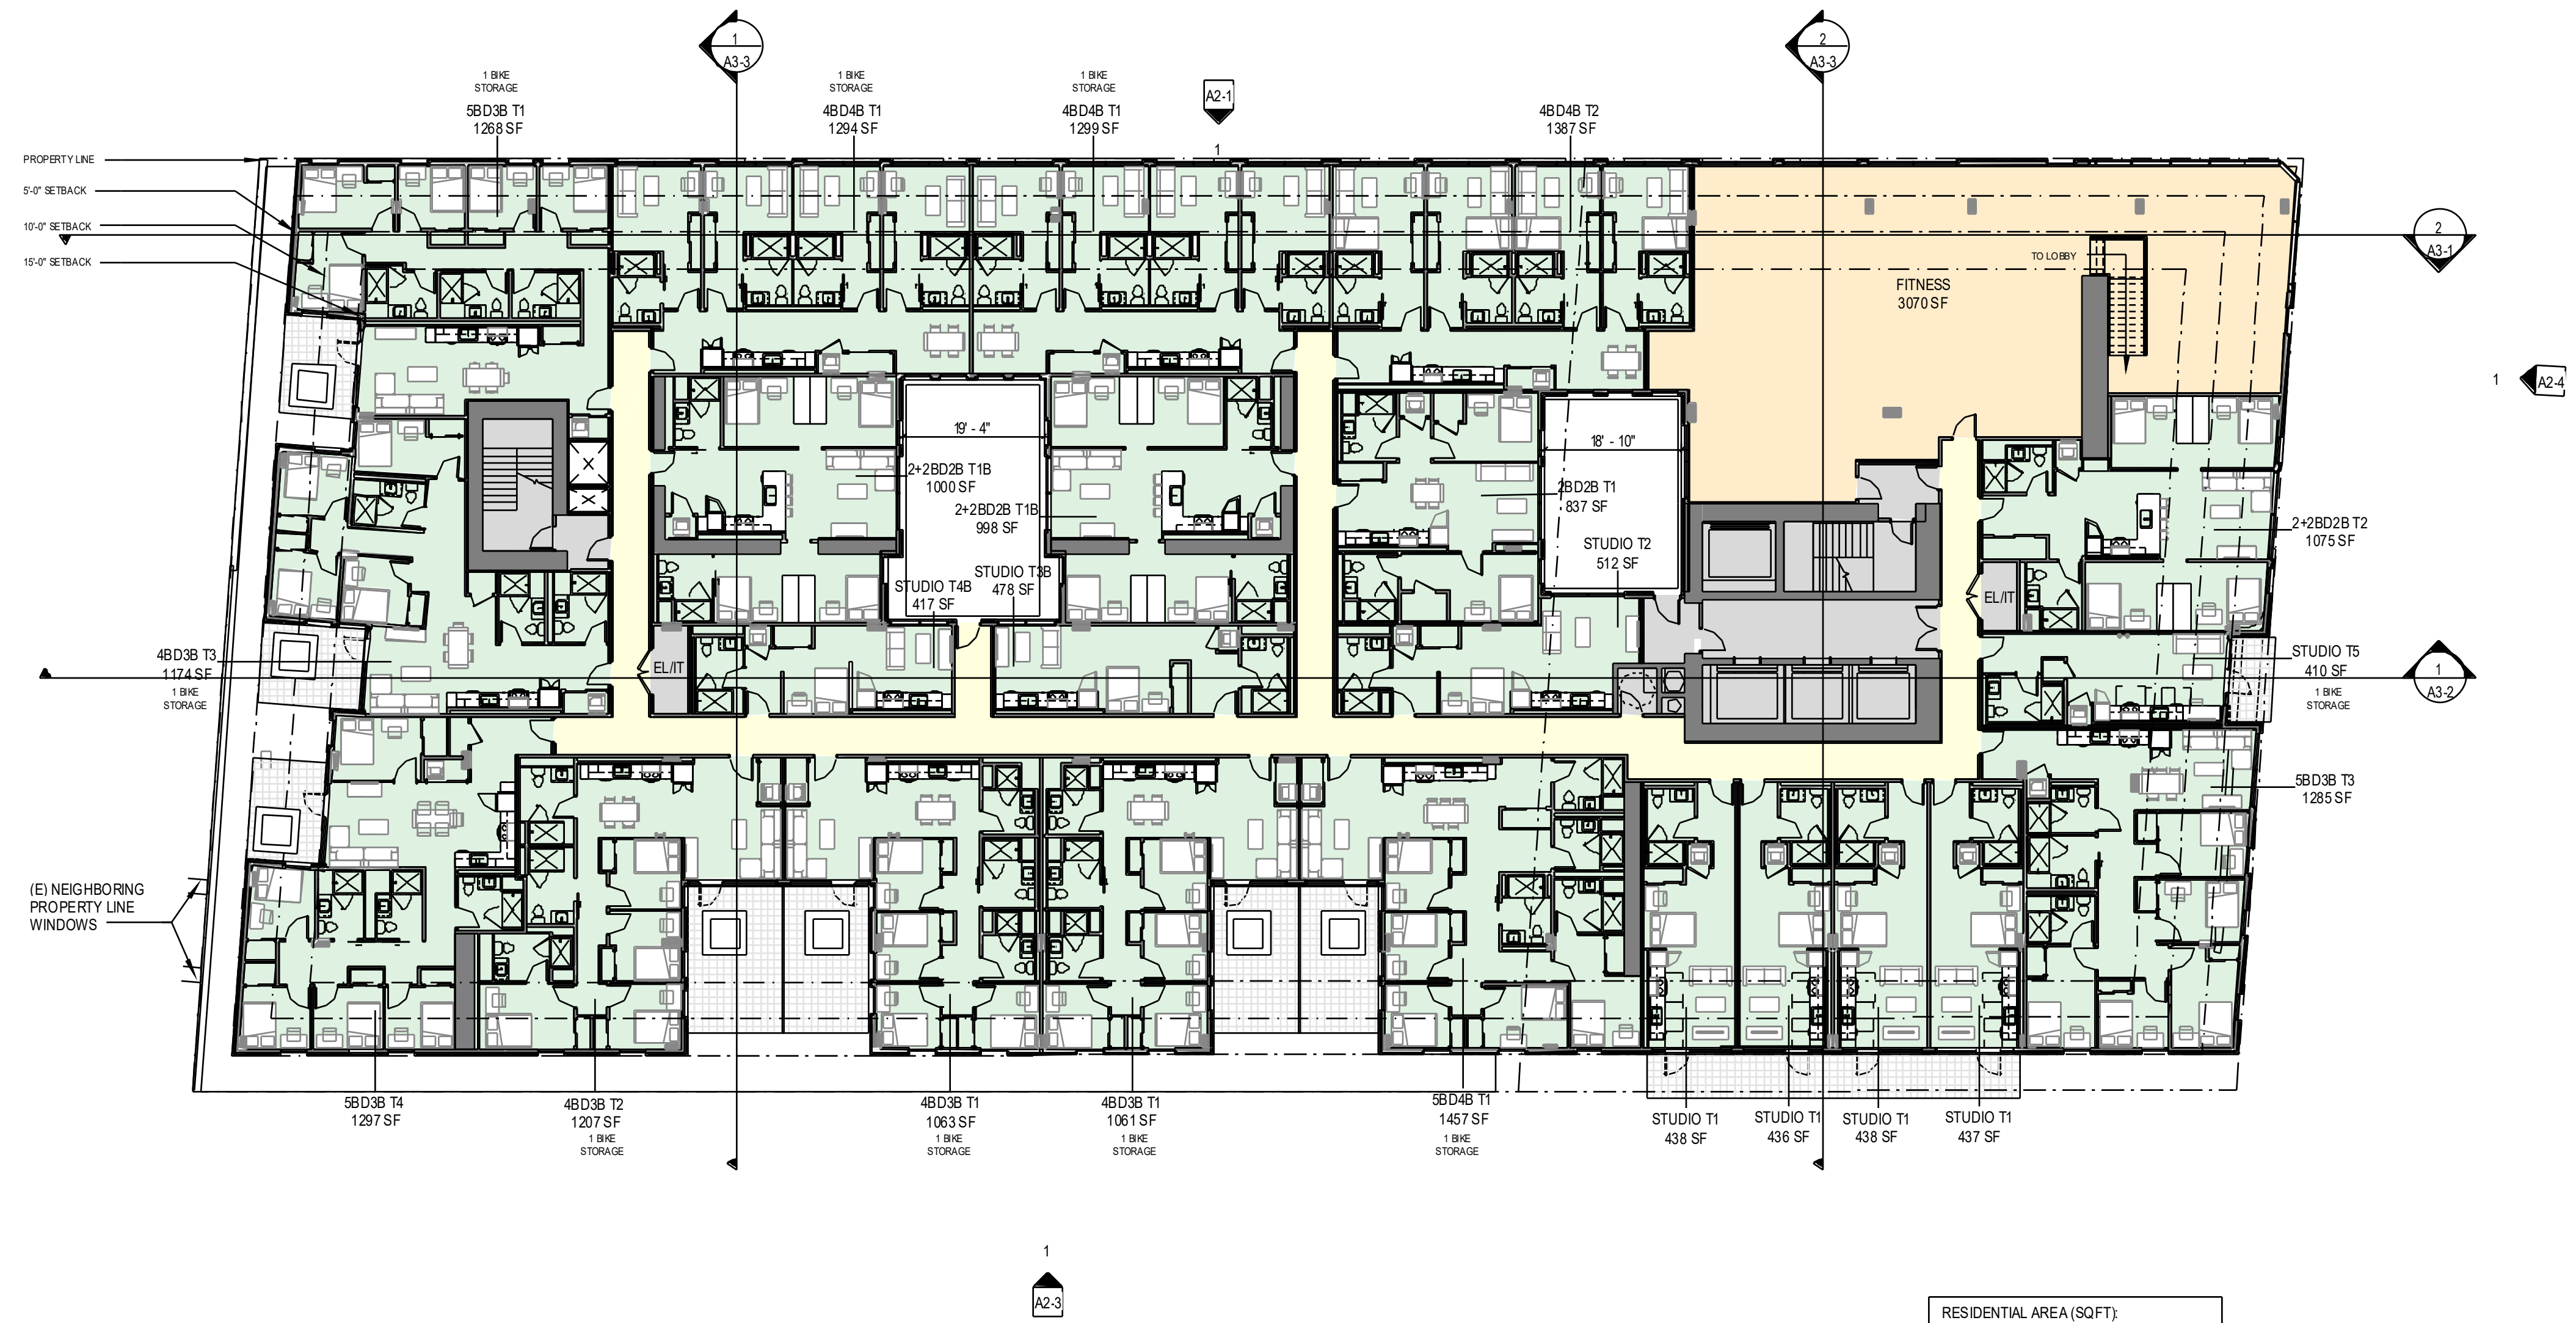 1
A3-3
2
A3-3
1 BIKE
STORAGE
5BD3B T1
1268 SF
1 BIKE
STORAGE
4BD4B T1
1294 SF
1 BIKE
STORAGE
4BD4B T1
1299 SF
A2-1
1
4BD4B T2
1387 SF
PROPERTY LINE
5'-0" SETBACK
10'-0" SETBACK
15'-0" SETBACK
2
A3-1
TO LOBBY
FITNESS
3070 SF
1
A2-4
19' - 4"
18' - 10"
2+2BD2B T1B
1000 SF
2+2BD2B T1B
998 SF
2BD2B T1
837 SF
2+2BD2B T2
1075 SF
STUDIO T2
512 SF
STUDIO T4B
417 SF
STUDIO T3B
478 SF
EL/IT
EL/IT
4BD3B T3
1174 SF
1 BIKE
STORAGE
STUDIO T5
410 SF
1 BIKE
STORAGE
1
A3-2
5BD3B T3
1285 SF
(E) NEIGHBORING
PROPERTY LINE
WINDOWS
5BD3B T4
1297 SF
4BD3B T2
1207 SF
1 BIKE
STORAGE
4BD3B T1
1063 SF
1 BIKE
STORAGE
4BD3B T1
1061 SF
1 BIKE
STORAGE
5BD4B T1
1457 SF
1 BIKE
STORAGE
STUDIO T1
438 SF
STUDIO T1
436 SF
STUDIO T1
438 SF
STUDIO T1
437 SF
1
A2-3
RESIDENTIAL AREA (SQFT):